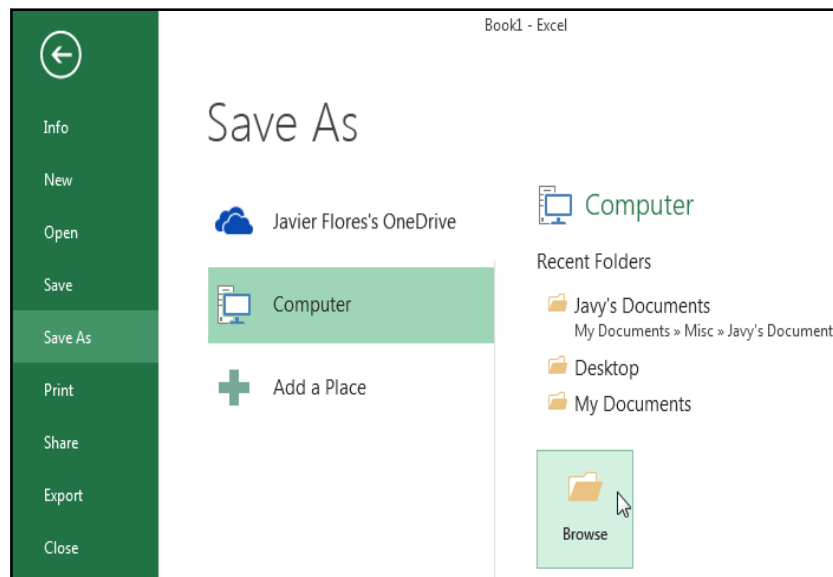 Book1 - Excel
Info
New
Open
Save
Save As
Print
Share
Export
Close
Save As
Javier Flores's OneDrive
Computer
Add a Place
Computer
Recent Folders
Javy's Documents
My Documents » Misc » Javy's Document
Desktop
My Documents
Browse